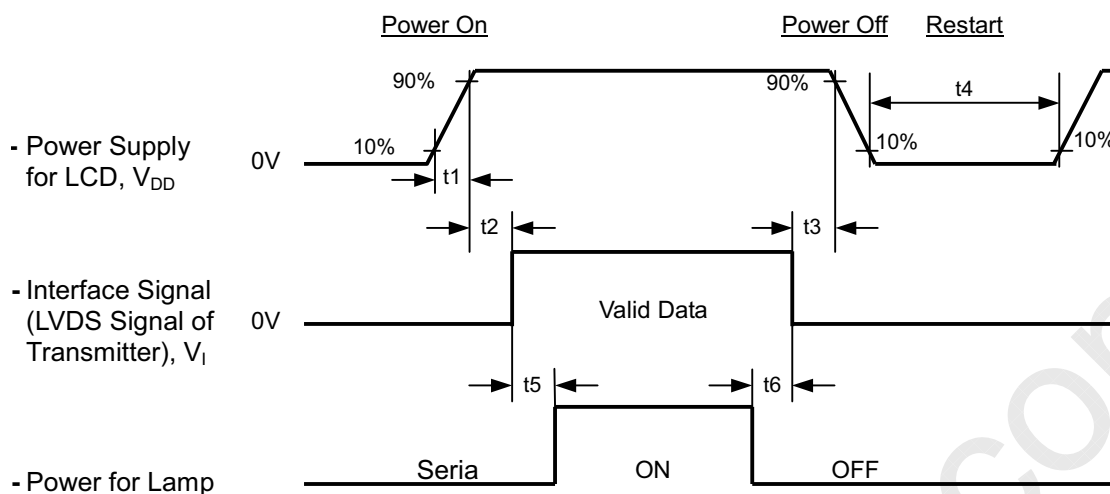 Power On Power Off Restart
90% 90% t4
10% 10% 10%
- Power Supply
for LCD, VDD
0V
t1
t2 t3
- Interface Signal
(LVDS Signal of
Transmitter), VI
0V
Valid Data
t5 t6
Seria ON OFF
- Power for Lamp